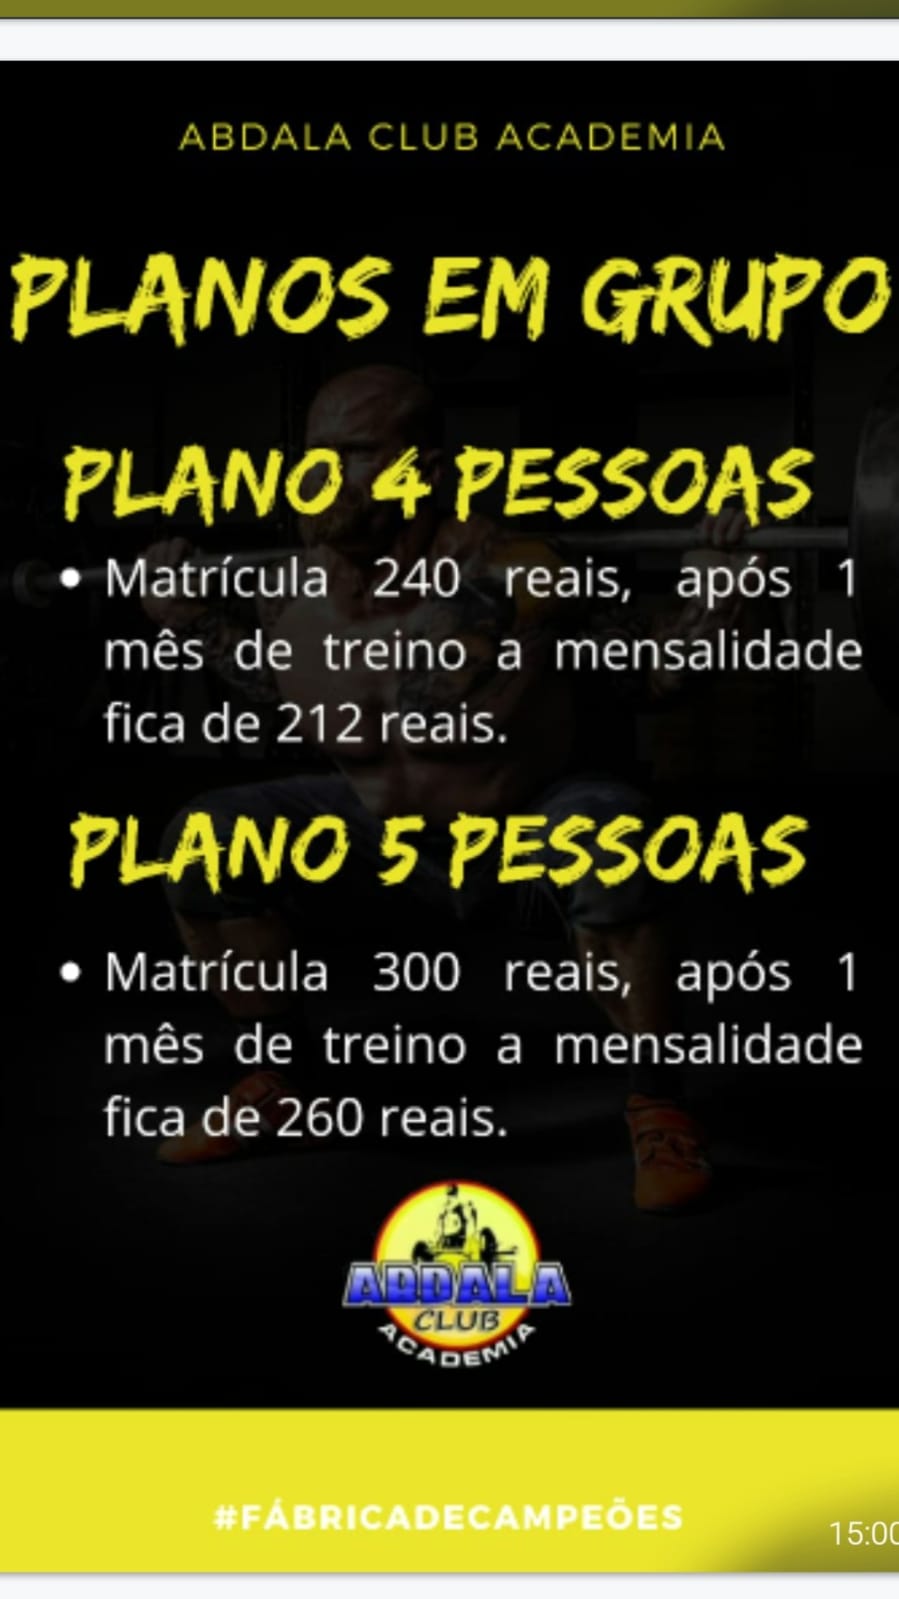 ABDALA CLUB ACADEMIA
PLANOS EM GRUPO
PLANO 4 PESSOAS
• Matrícula 240 reais, após 1
mês de treino a mensalidade
fica de 212 reais.
PLANO 5 PESSOAS
• Matrícula 300 reais, após 1
mês de treino a mensalidade
fica de 260 reais.
ABDALA
CLUB
ACADEMIA
#FÁBRICADECAMPEÕES
15:00